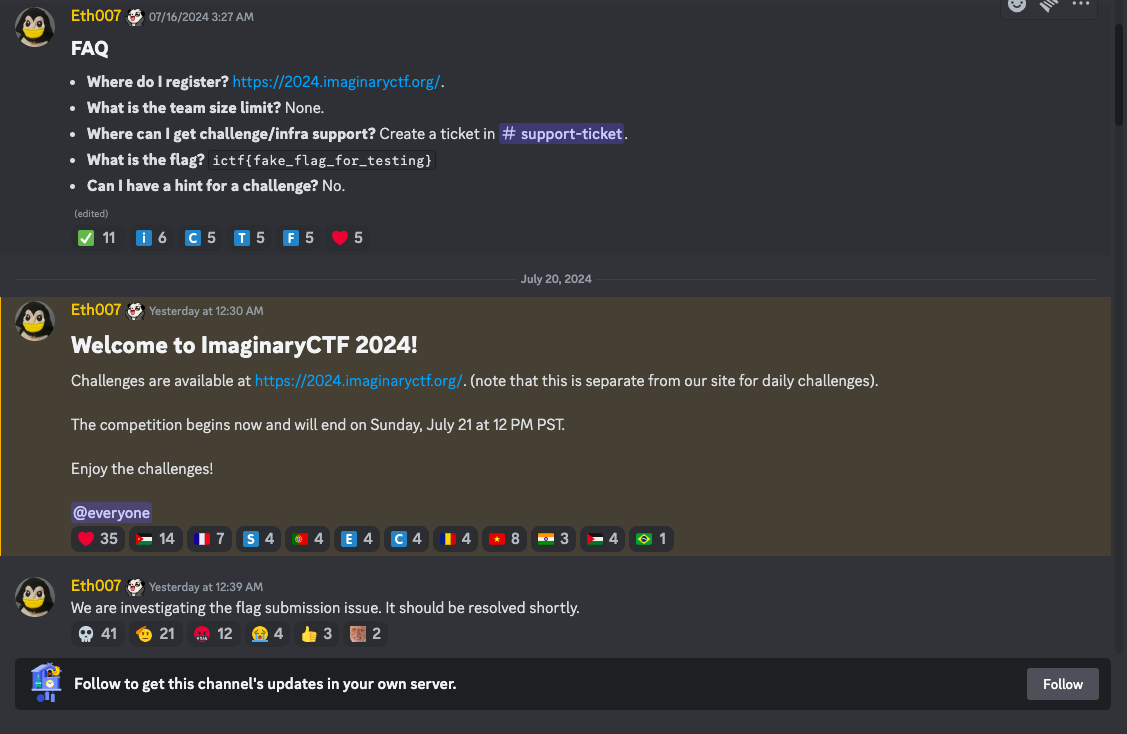 Eth007 07/16/2024 3:27 AM
FAQ
• Where do I register? https://2024.imaginaryctf.org/.
• What is the team size limit? None.
• Where can I get challenge/infra support? Create a ticket in # support-ticket.
• What is the flag? ictf{fake_flag_for_testing}
• Can I have a hint for a challenge? No.
(edited)
11 i 6 C 5 T 5 F 5 5
July 20, 2024
Eth007 Yesterday at 12:30 AM
Welcome to ImaginaryCTF 2024!
Challenges are available at https://2024.imaginaryctf.org/. (note that this is separate from our site for daily challenges).
The competition begins now and will end on Sunday, July 21 at 12 PM PST.
Enjoy the challenges!
@everyone
35 14 7 S 4 4 E 4 C 4 4 8 3 4 1
Eth007 Yesterday at 12:39 AM
We are investigating the flag submission issue. It should be resolved shortly.
41 21 12 4 3 2
Follow to get this channel's updates in your own server.
Follow